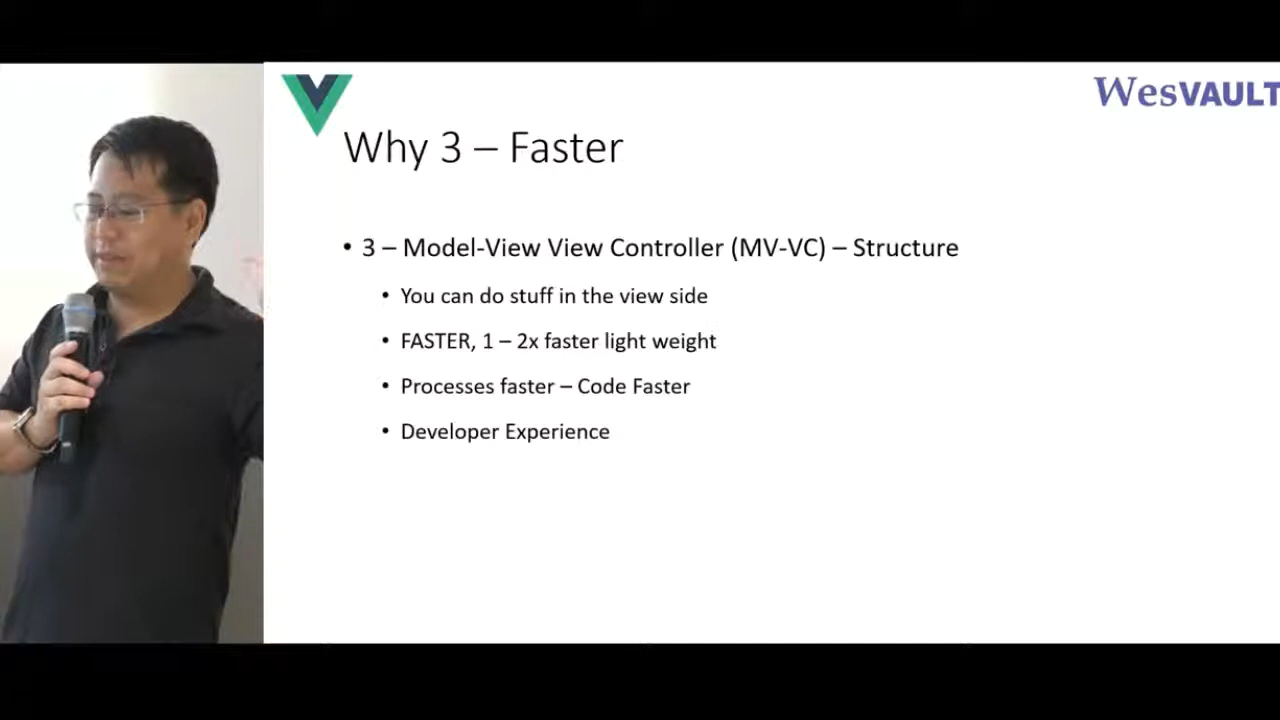 WesVAULT
Why 3 – Faster
• 3 – Model-View View Controller (MV-VC) – Structure
• You can do stuff in the view side
• FASTER, 1 – 2x faster light weight
• Processes faster – Code Faster
• Developer Experience